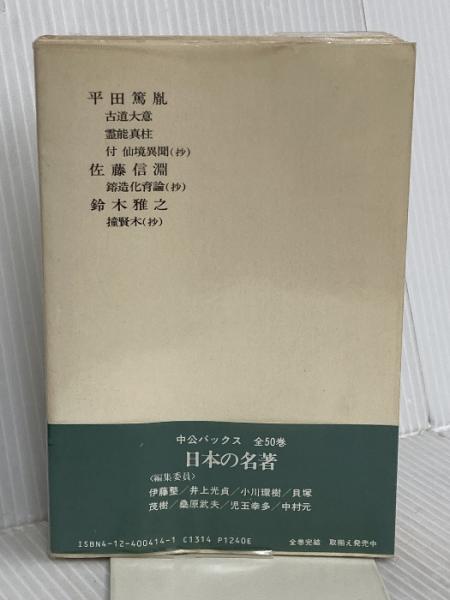 平田篤胤
古道大意
霊能真柱
付 仙境異聞(抄)
佐藤信淵
鎔造化育論(抄)
鈴木雅之
撞賢木(抄)
中公バックス 全50巻
日本の名著
〈編集委員〉
伊藤整/井上光貞/小川環樹/貝塚
茂樹/桑原武夫/児玉幸多/中村元
ISBN4-12-400414-1 C1314 P1240E 全巻完結 取揃え発売中